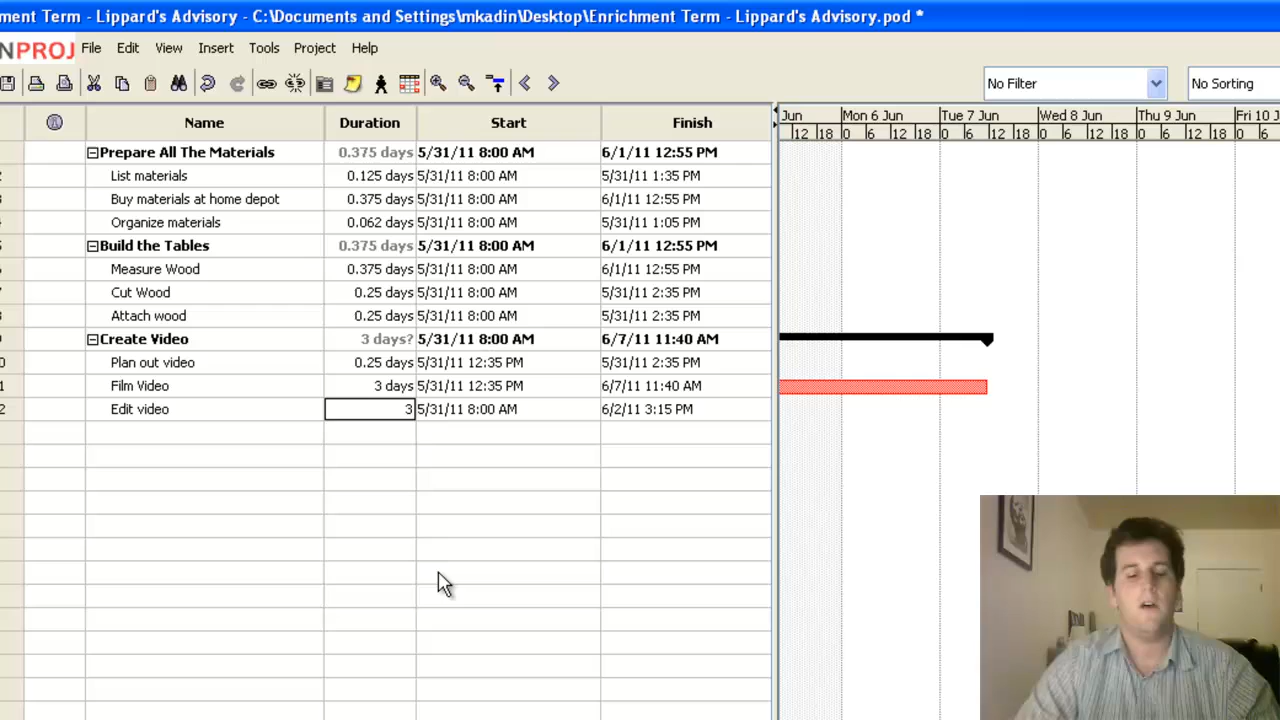 ment Term - Lippard's Advisory - C:\Documents and Settings\mkadin\Desktop\Enrichment Term - Lippard's Advisory.pod *
NPROJ File Edit View Insert Tools Project Help
No Filter No Sorting
Name Duration Start Finish
Jun Mon 6 Jun Tue 7 Jun Wed 8 Jun Thu 9 Jun Fri 10 J
12 18 0 6 12 18 0 6 12 18 0 6 12 18 0 6 12 18 0 6
Prepare All The Materials 0.375 days 5/31/11 8:00 AM 6/1/11 12:55 PM
2 List materials 0.125 days 5/31/11 8:00 AM 5/31/11 1:35 PM
3 Buy materials at home depot 0.375 days 5/31/11 8:00 AM 6/1/11 12:55 PM
Organize materials 0.062 days 5/31/11 8:00 AM 5/31/11 1:05 PM
5 Build the Tables 0.375 days 5/31/11 8:00 AM 6/1/11 12:55 PM
6 Measure Wood 0.375 days 5/31/11 8:00 AM 6/1/11 12:55 PM
7 Cut Wood 0.25 days 5/31/11 8:00 AM 5/31/11 2:35 PM
8 Attach wood 0.25 days 5/31/11 8:00 AM 5/31/11 2:35 PM
9 Create Video 3 days? 5/31/11 8:00 AM 6/7/11 11:40 AM
0 Plan out video 0.25 days 5/31/11 12:35 PM 5/31/11 2:35 PM
1 Film Video 3 days 5/31/11 12:35 PM 6/7/11 11:40 AM
2 Edit video 3 5/31/11 8:00 AM 6/2/11 3:15 PM